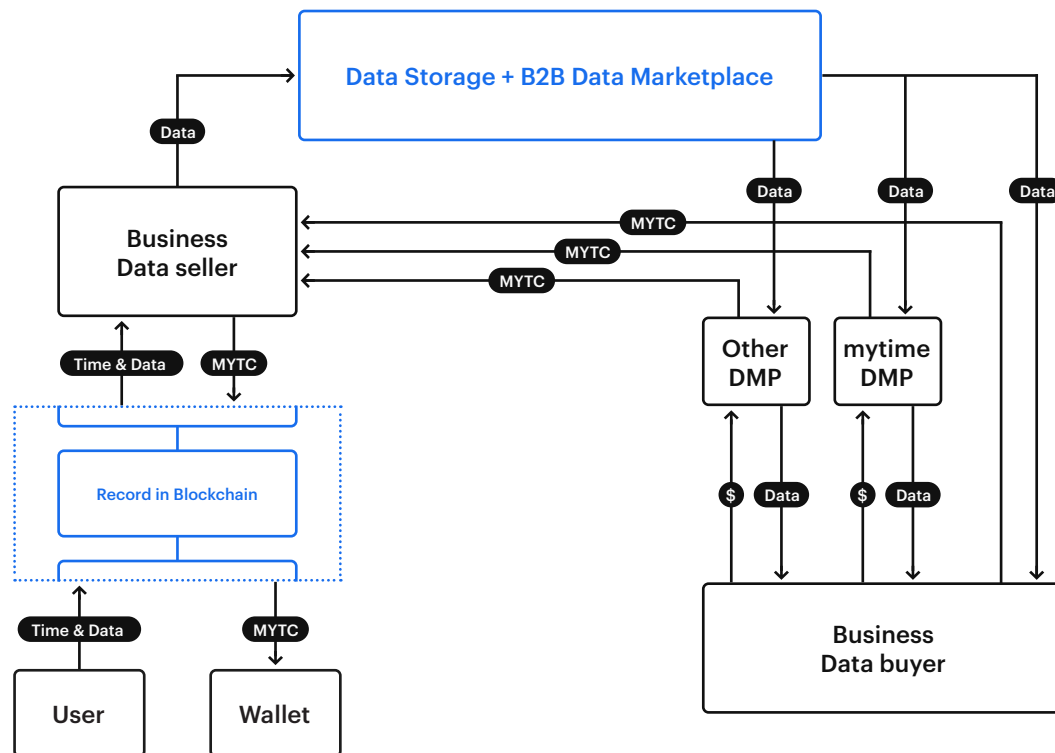 Data Storage + B2B Data Marketplace
Data
Data
Data
Data
Business
Data seller
MYTC
MYTC
MYTC
Other
DMP
mytime
DMP
Time & Data
MYTC
Record in Blockchain
$
Data
$
Data
Time & Data
MYTC
Business
Data buyer
User
Wallet